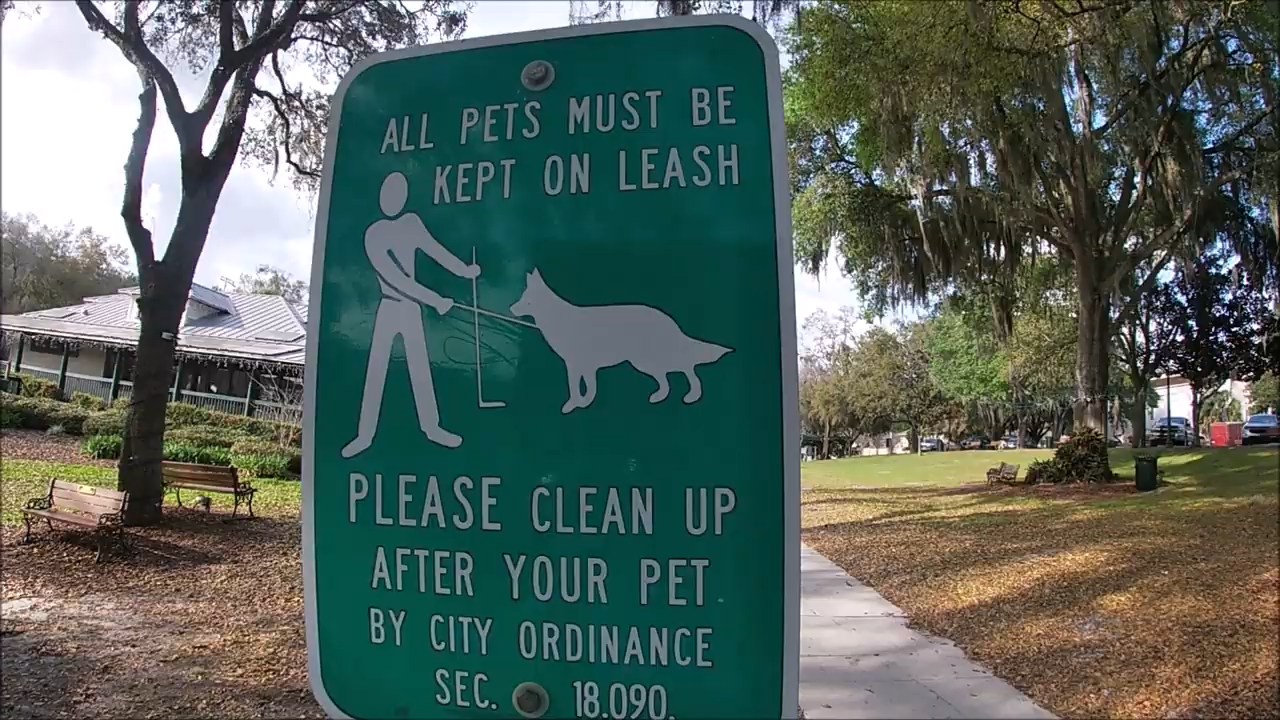 ALL PETS MUST BE
KEPT ON LEASH
PLEASE CLEAN UP
AFTER YOUR PET
BY CITY ORDINANCE
SEC. 18.090.